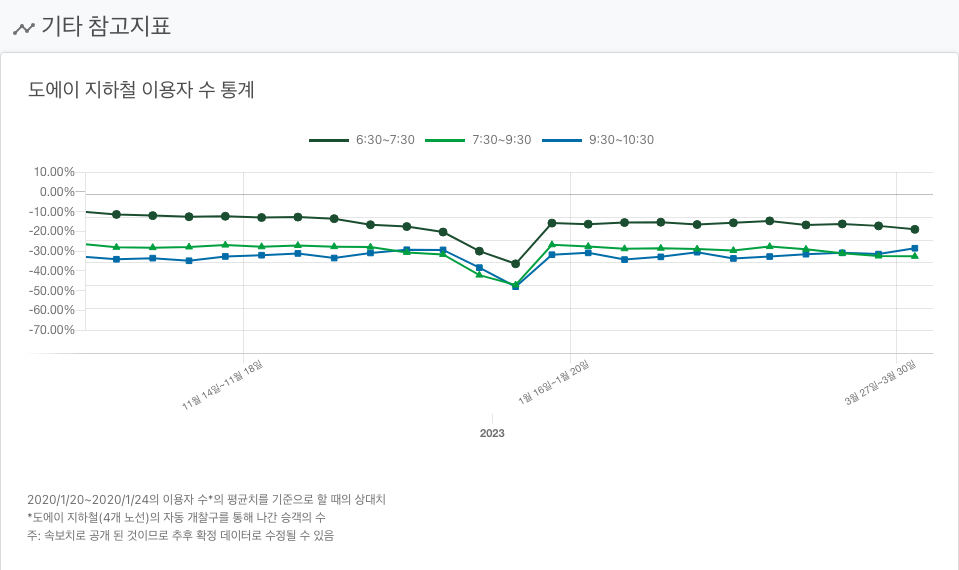 기타 참고지표
도에이 지하철 이용자 수 통계
6:30~7:30 7:30~9:30 9:30~10:30
10.00%
0.00%
-10.00%
-20.00%
-30.00%
-40.00%
-50.00%
-60.00%
-70.00%
11월 14일~11월 18일
1월 16일~1월 20일
3월 27일~3월 30일
2023
2020/1/20~2020/1/24의 이용자 수*의 평균치를 기준으로 할 때의 상대치
*도에이 지하철(4개 노선)의 자동 개찰구를 통해 나간 승객의 수
주: 속보치로 공개 된 것이므로 추후 확정 데이터로 수정될 수 있음